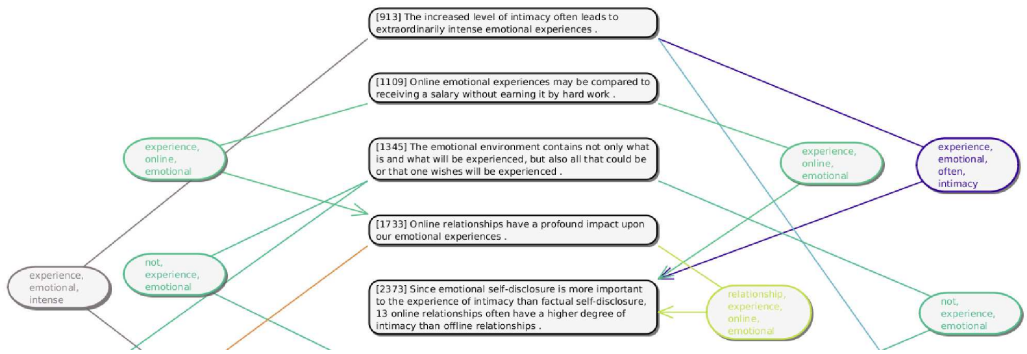 [913] The increased level of intimacy often leads to
extraordinarily intense emotional experiences .
[1109] Online emotional experiences may be compared to
receiving a salary without earning it by hard work .
experience,
online,
emotional
[1345] The emotional environment contains not only what
is and what will be experienced, but also all that could be
or that one wishes will be experienced .
experience,
online,
emotional
experience,
emotional,
often,
intimacy
[1733] Online relationships have a profound impact upon
our emotional experiences .
experience,
emotional,
intense
not,
experience,
emotional
[2373] Since emotional self-disclosure is more important
to the experience of intimacy than factual self-disclosure,
13 online relationships often have a higher degree of
intimacy than offline relationships .
relationship,
experience,
online,
emotional
not,
experience,
emotional